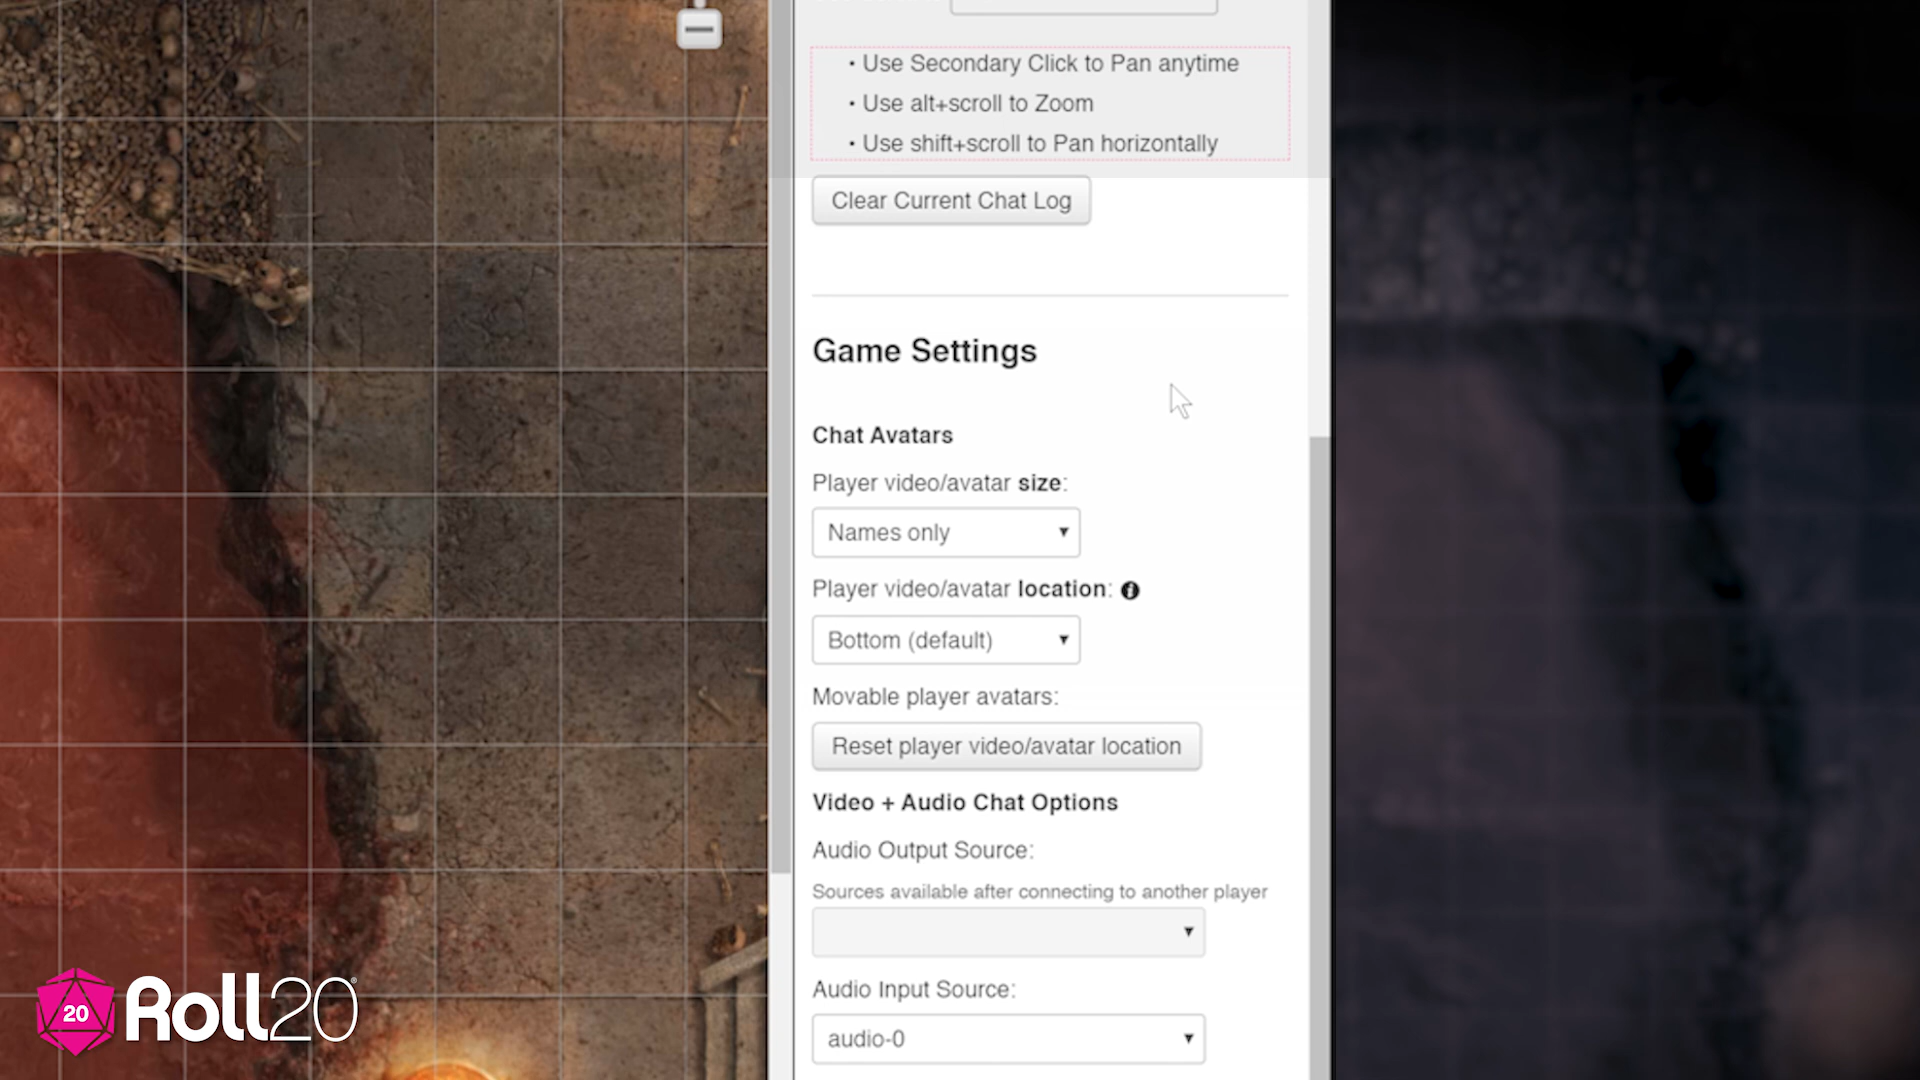 • Use Secondary Click to Pan anytime
• Use alt+scroll to Zoom
• Use shift+scroll to Pan horizontally
Clear Current Chat Log
Game Settings
Chat Avatars
Player video/avatar size:
Names only
Player video/avatar location:
Bottom (default)
Movable player avatars:
Reset player video/avatar location
Video + Audio Chat Options
Audio Output Source:
Sources available after connecting to another player
Audio Input Source:
audio-0
20 Roll20®